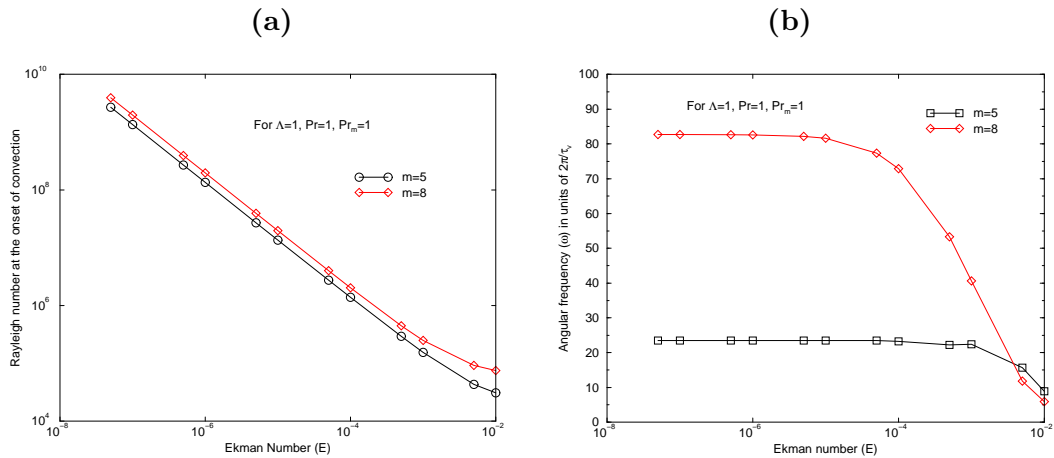 (a)
(b)
10^10
10^8
10^6
10^4
10^-8
10^-6
10^-4
10^-2
Ekman Number (E)
Rayleigh number at the onset of convection
For Λ=1, Pr=1, Pr_m=1
m=5
m=8
100
90
80
70
60
50
40
30
20
10
0
10^-8
10^-6
10^-4
10^-2
Ekman Number (E)
Angular frequency (ω) in units of 2π/τ_v
For Λ=1, Pr=1, Pr_m=1
m=5
m=8